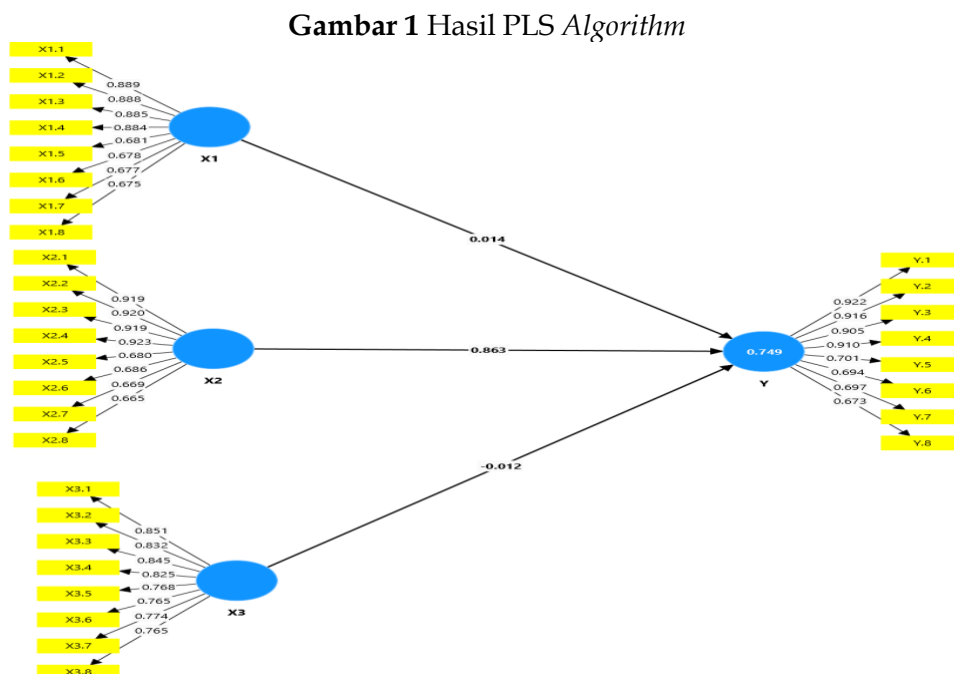 Gambar 1 Hasil PLS Algorithm
X1.1
X1.2
X1.3
X1.4
X1.5
X1.6
X1.7
X1.8
0.889
0.888
0.885
0.884
0.681
0.678
0.677
0.675
X1
0.014
X2.1
X2.2
X2.3
X2.4
X2.5
X2.6
X2.7
X2.8
0.919
0.920
0.919
0.923
0.680
0.686
0.669
0.665
X2
0.863
X3.1
X3.2
X3.3
X3.4
X3.5
X3.6
X3.7
X3.8
0.851
0.832
0.845
0.825
0.768
0.765
0.774
0.765
X3
-0.012
0.749
Y
0.922
0.916
0.905
0.910
0.701
0.694
0.697
0.673
Y.1
Y.2
Y.3
Y.4
Y.5
Y.6
Y.7
Y.8